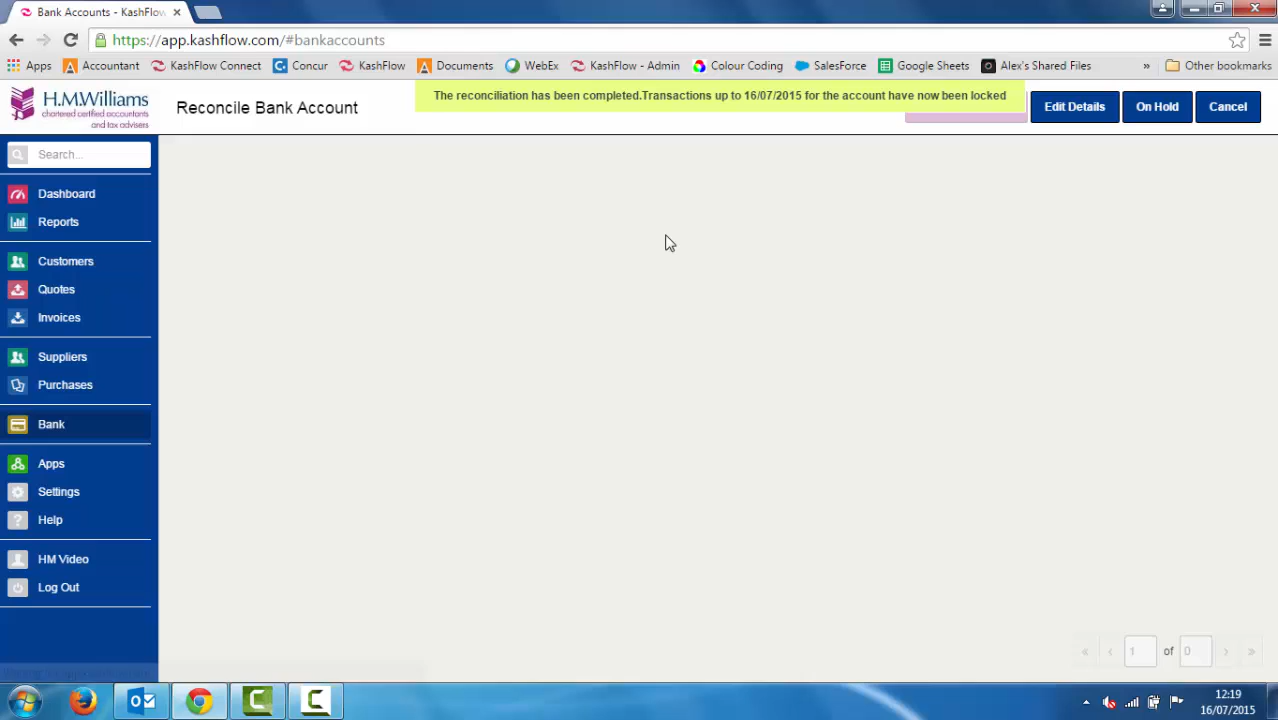 Bank Accounts - KashFlow
https://app.kashflow.com/#bankaccounts
Apps Accountant KashFlow Connect Concur KashFlow Documents WebEx KashFlow - Admin Colour Coding SalesForce Google Sheets Alex's Shared Files » Other bookmarks
H.M.Williams
chartered certified accountants
and tax advisers
Reconcile Bank Account
The reconciliation has been completed.Transactions up to 16/07/2015 for the account have now been locked
Edit Details
On Hold
Cancel
Search...
Dashboard
Reports
Customers
Quotes
Invoices
Suppliers
Purchases
Bank
Apps
Settings
Help
HM Video
Log Out
« ‹ 1 of 0 › »
12:19
16/07/2015